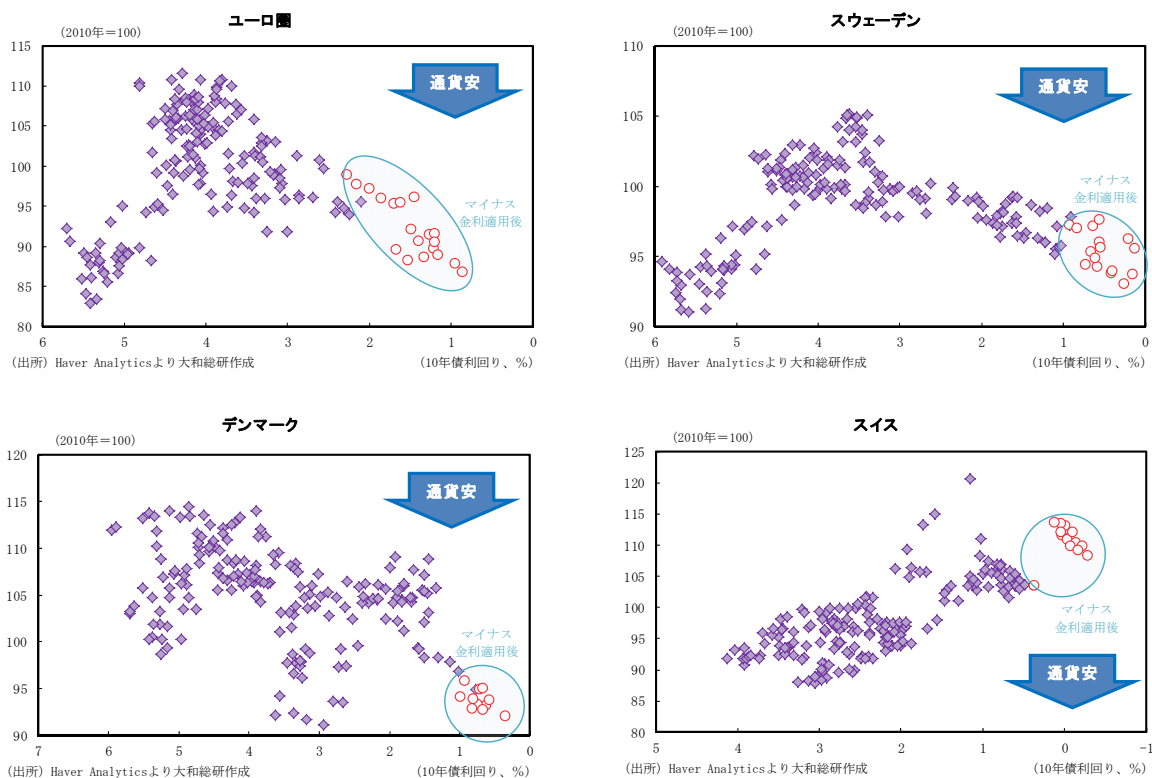 ユーロ圏
(2010年=100)
115
110
105
100
95
90
85
80
通貨安
マイナス
金利適用後
6 5 4 3 2 1 0
(出所) Haver Analyticsより大和総研作成 (10年債利回り、%)
スウェーデン
(2010年=100)
110
105
100
95
90
通貨安
マイナス
金利適用後
6 5 4 3 2 1 0
(出所) Haver Analyticsより大和総研作成 (10年債利回り、%)
デンマーク
(2010年=100)
120
115
110
105
100
95
90
通貨安
マイナス
金利適用後
7 6 5 4 3 2 1 0
(出所) Haver Analyticsより大和総研作成 (10年債利回り、%)
スイス
(2010年=100)
125
120
115
110
105
100
95
90
85
80
マイナス
金利適用後
通貨安
5 4 3 2 1 0 -1
(出所) Haver Analyticsより大和総研作成 (10年債利回り、%)